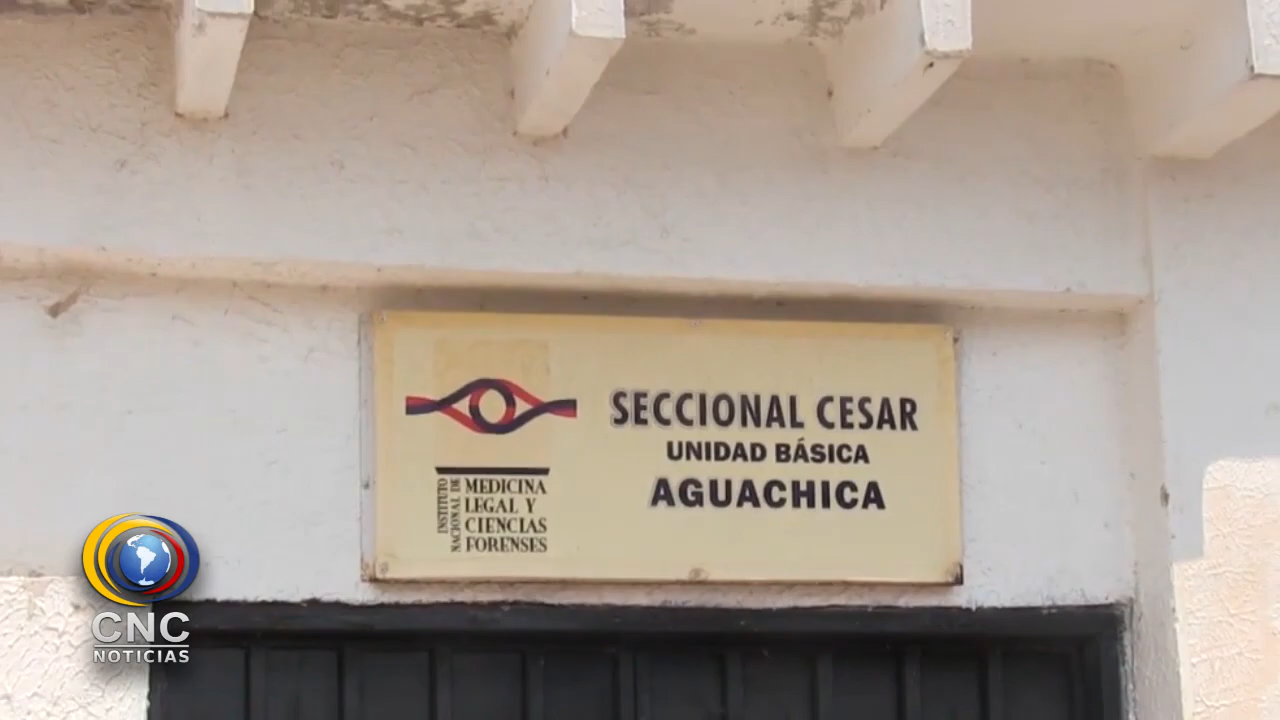 SECCIONAL CESAR
UNIDAD BÁSICA
AGUACHICA
INSTITUTO
NACIONAL DE
MEDICINA
LEGAL Y
CIENCIAS
FORENSES
CNC
NOTICIAS